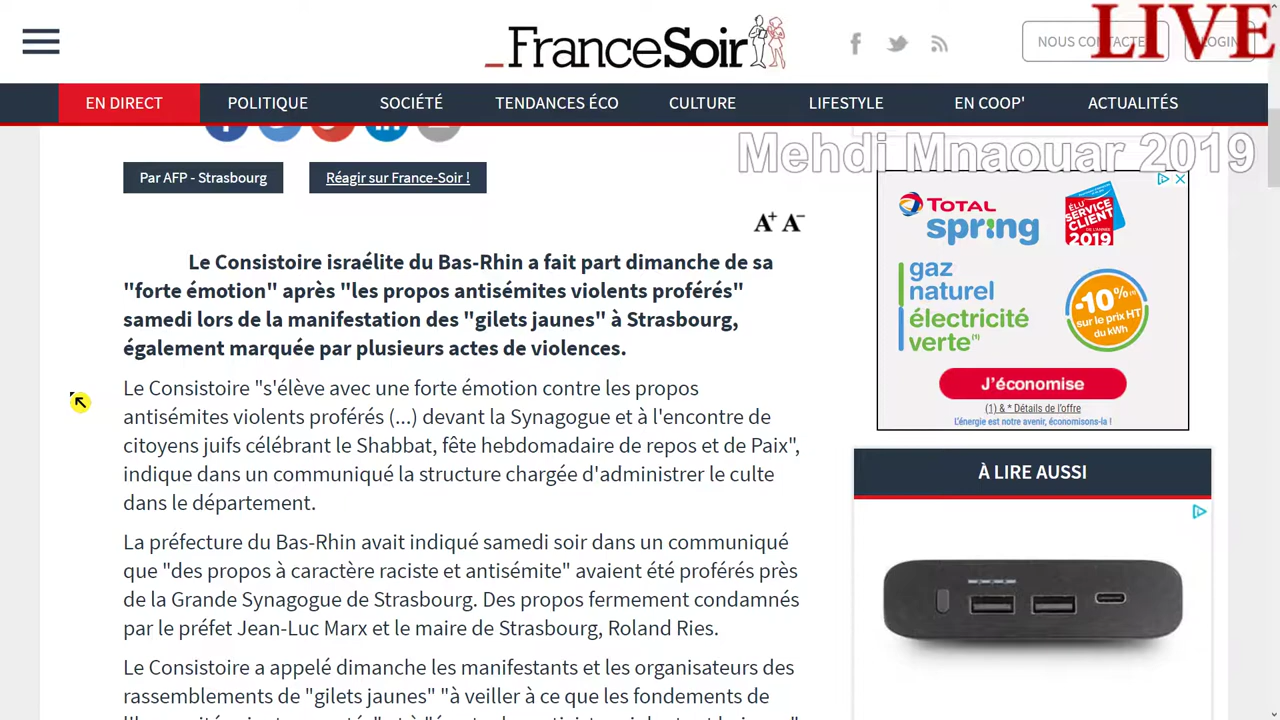 LIVE
_FranceSoir
NOUS CONTACTER
LOGIN
EN DIRECT
POLITIQUE
SOCIÉTÉ
TENDANCES ÉCO
CULTURE
LIFESTYLE
EN COOP'
ACTUALITÉS
Mehdi Mnaouar 2019
Par AFP - Strasbourg
Réagir sur France-Soir !
A+ A-
Le Consistoire israélite du Bas-Rhin a fait part dimanche de sa
"forte émotion" après "les propos antisémites violents proférés"
samedi lors de la manifestation des "gilets jaunes" à Strasbourg,
également marquée par plusieurs actes de violences.
Le Consistoire "s'élève avec une forte émotion contre les propos
antisémites violents proférés (...) devant la Synagogue et à l'encontre de
citoyens juifs célébrant le Shabbat, fête hebdomadaire de repos et de Paix",
indique dans un communiqué la structure chargée d'administrer le culte
dans le département.
La préfecture du Bas-Rhin avait indiqué samedi soir dans un communiqué
que "des propos à caractère raciste et antisémite" avaient été proférés près
de la Grande Synagogue de Strasbourg. Des propos fermement condamnés
par le préfet Jean-Luc Marx et le maire de Strasbourg, Roland Ries.
Le Consistoire a appelé dimanche les manifestants et les organisateurs des
rassemblements de "gilets jaunes" "à veiller à ce que les fondements de
TOTAL
spring
ÉLU
SERVICE
CLIENT
DE L'ANNÉE
2019
gaz
naturel
électricité
verte(1)
-10%
sur le prix HT
du kWh
J'économise
(1) & * Détails de l'offre
L'énergie est notre avenir, économisons-la !
À LIRE AUSSI